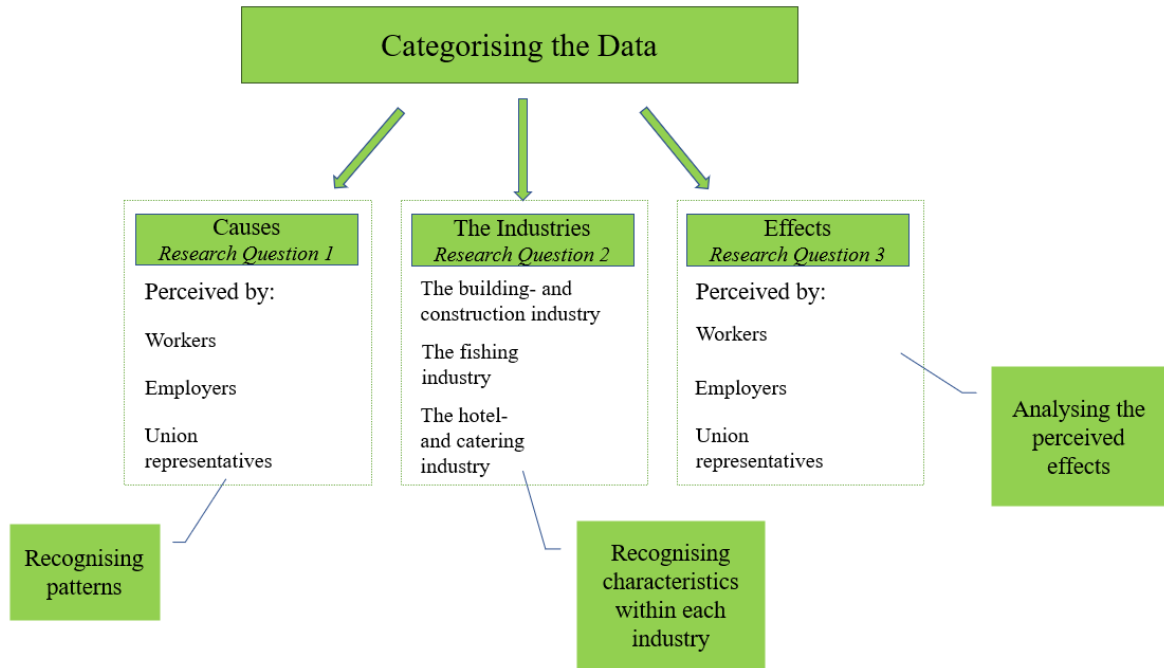 Categorising the Data
Causes
Research Question 1
Perceived by:
Workers
Employers
Union
representatives
Recognising
patterns
The Industries
Research Question 2
The building- and
construction industry
The fishing
industry
The hotel-
and catering
industry
Recognising
characteristics
within each
industry
Effects
Research Question 3
Perceived by:
Workers
Employers
Union
representatives
Analysing the
perceived
effects